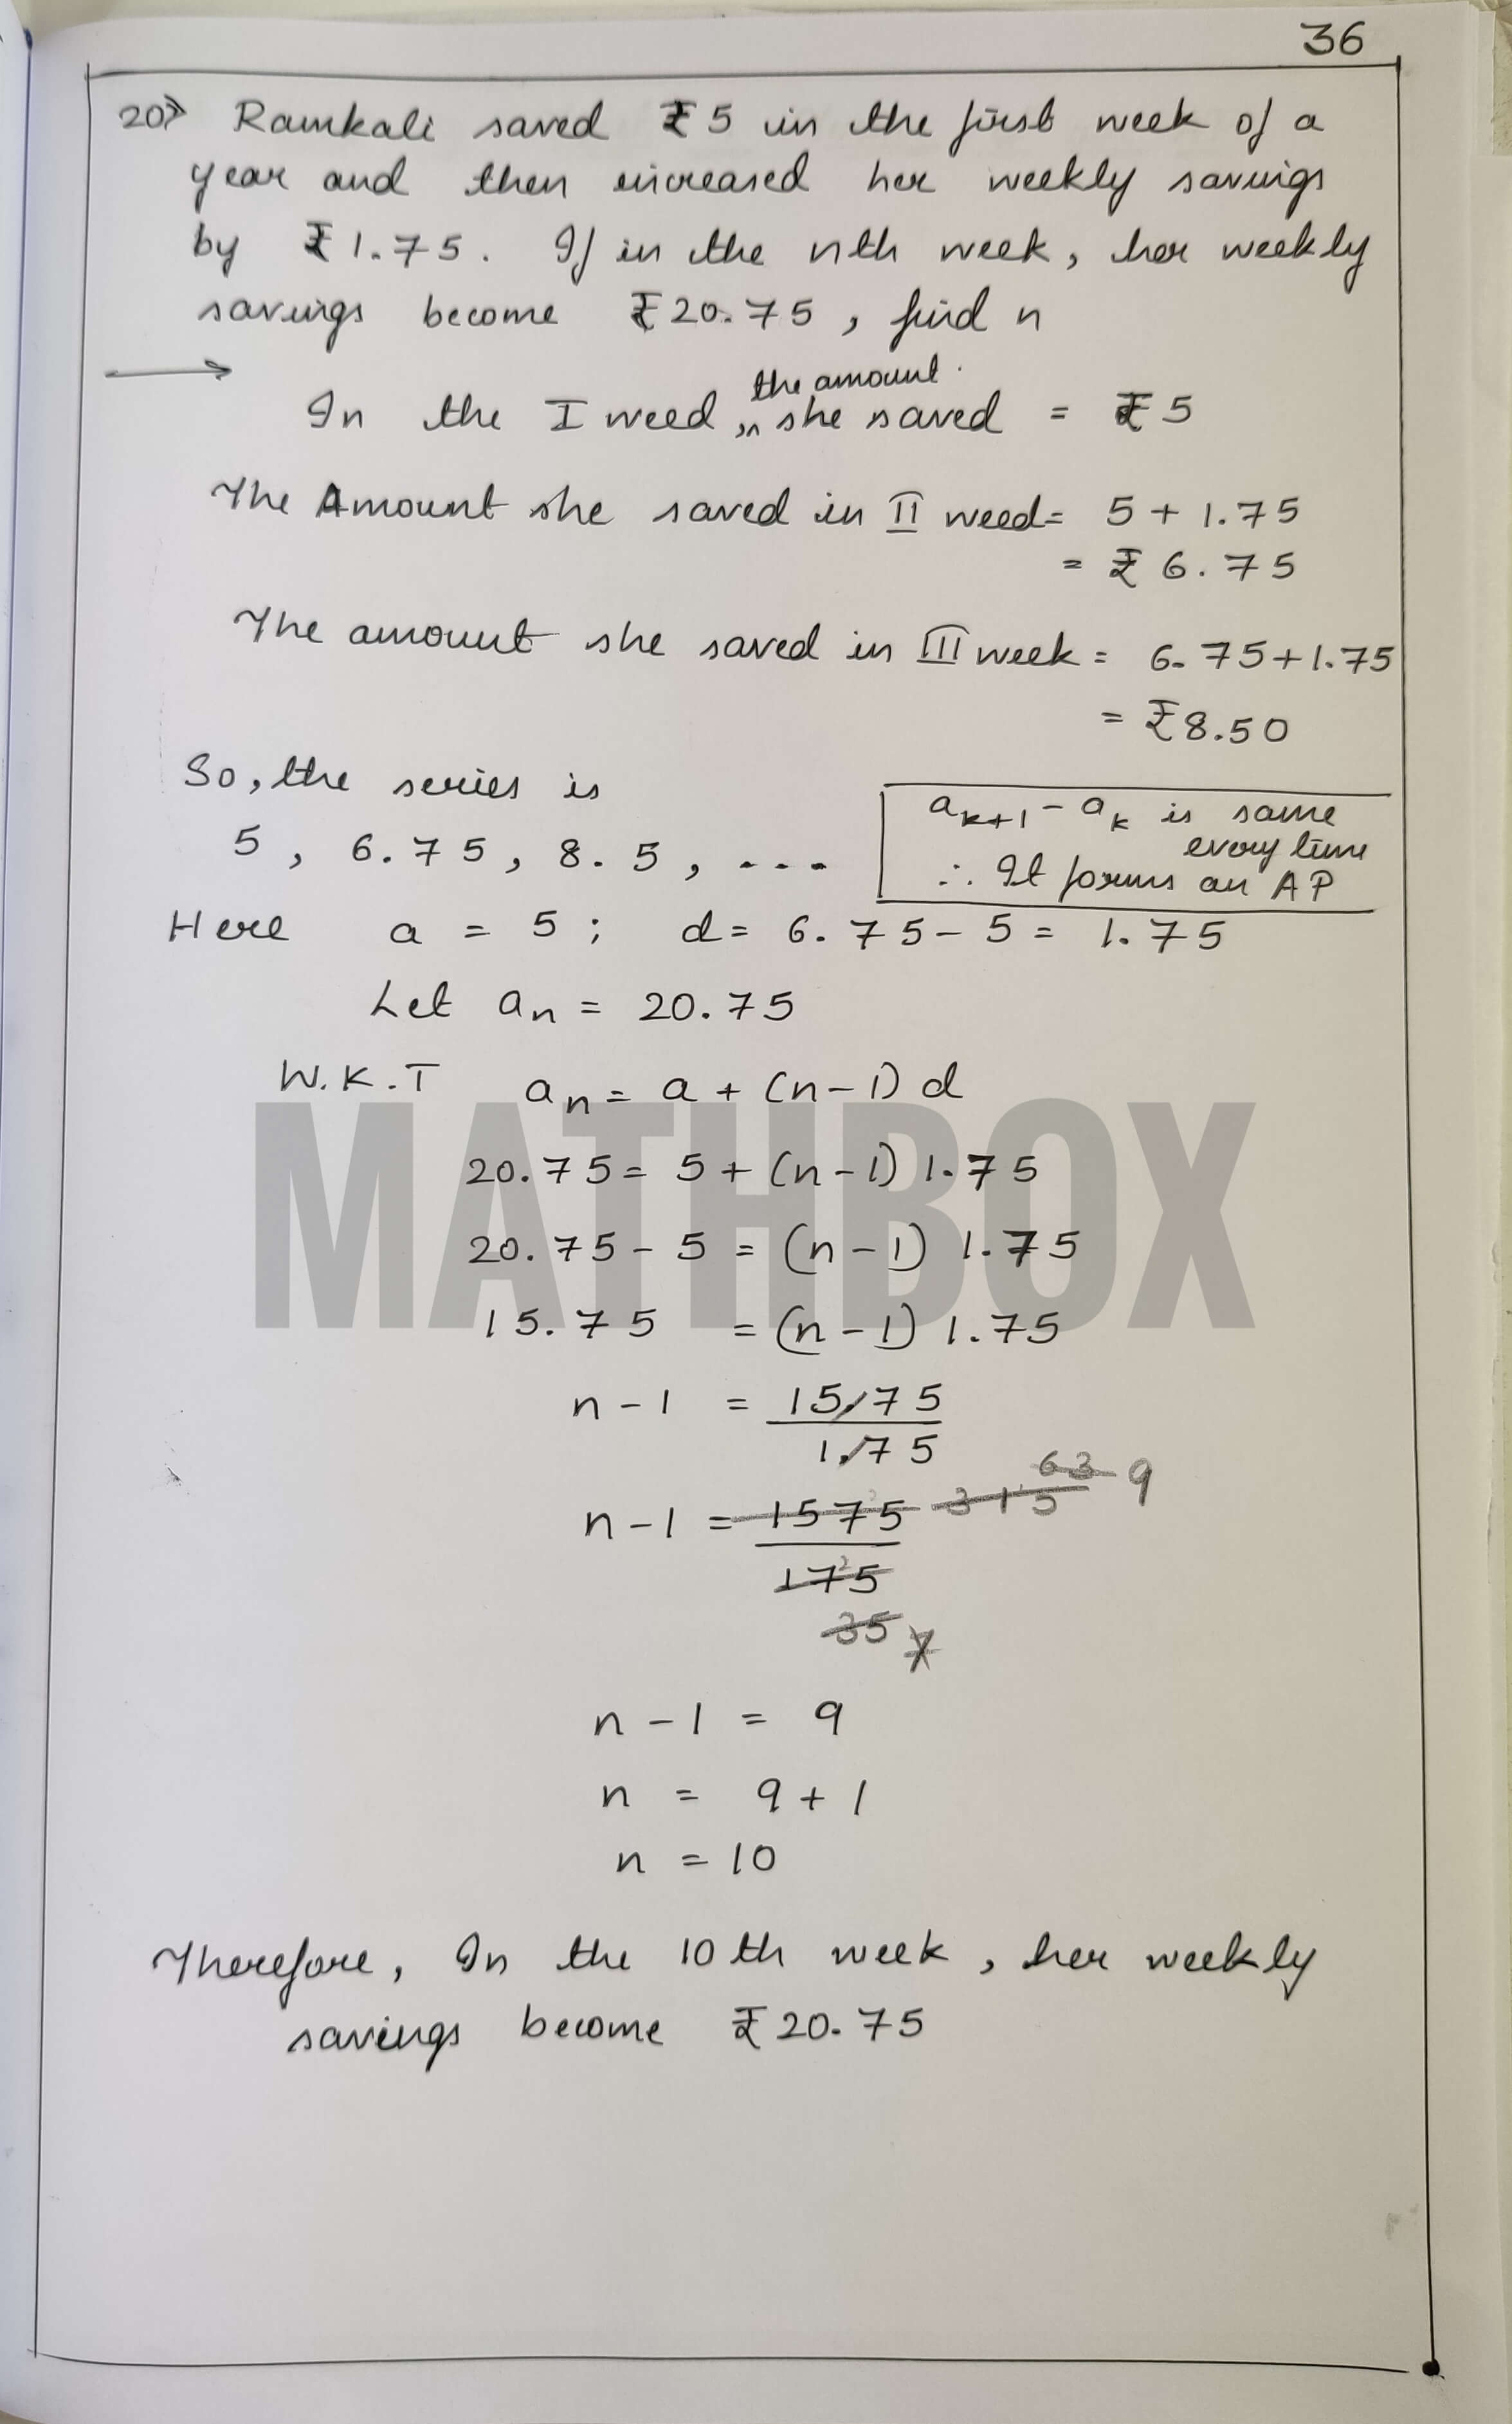 36
20> Ramkali saved ₹5 in the first week of a
year and then increased her weekly savings
by ₹1.75. If in the nth week, her weekly
savings become ₹20.75, find n
the amount.
In the I weed, she saved = ₹5
The Amount she saved in II weed = 5 + 1.75
= ₹6.75
The amount she saved in III week = 6.75 + 1.75
= ₹8.50
So, the series is
5, 6.75, 8.5, ...
aₖ₊₁ - aₖ is same
every time
∴ It forms an AP
Here a = 5; d = 6.75 - 5 = 1.75
Let aₙ = 20.75
W.K.T aₙ = a + (n-1) d
MATHBOX
20.75 = 5 + (n-1) 1.75
20.75 - 5 = (n-1) 1.75
15.75 = (n-1) 1.75
n-1 = 15.75
1.75
63 9
n-1 = 1575 315
175
35 7
n-1 = 9
n = 9+1
n = 10
Therefore, In the 10th week, her weekly
savings become ₹20.75